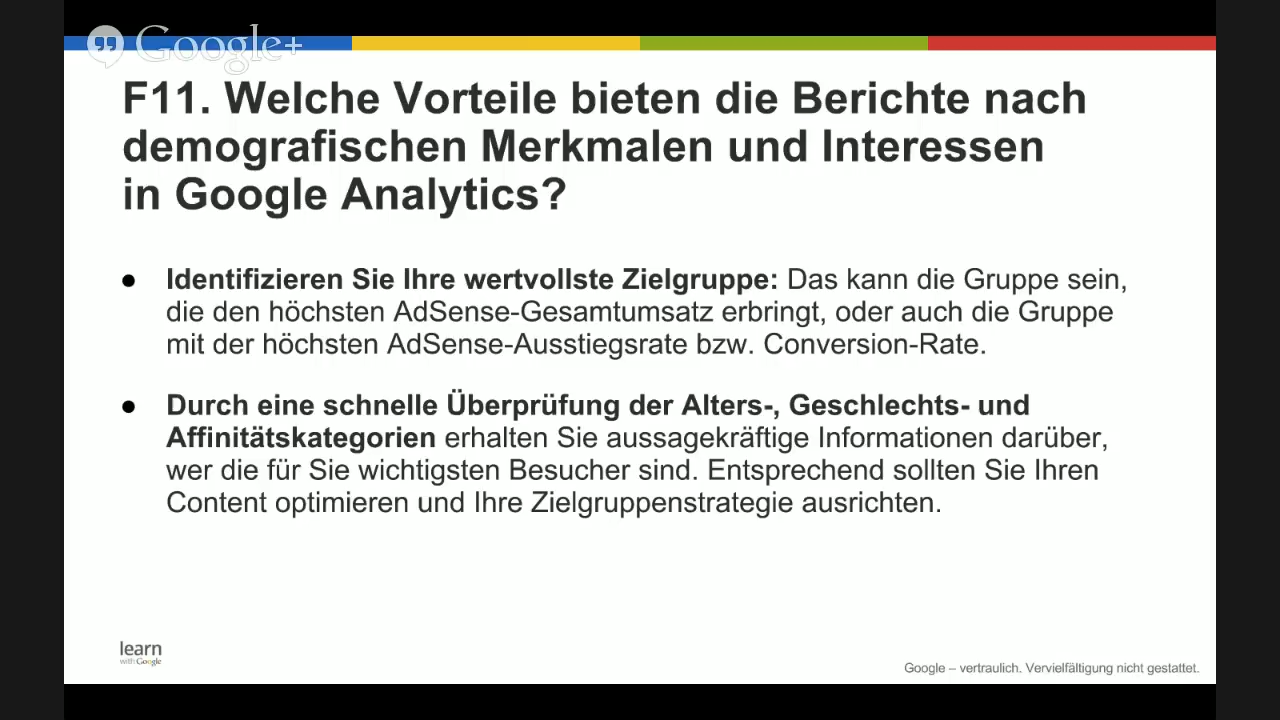 Google+
F11. Welche Vorteile bieten die Berichte nach
demografischen Merkmalen und Interessen
in Google Analytics?
● Identifizieren Sie Ihre wertvollste Zielgruppe: Das kann die Gruppe sein,
die den höchsten AdSense-Gesamtumsatz erbringt, oder auch die Gruppe
mit der höchsten AdSense-Ausstiegsrate bzw. Conversion-Rate.
● Durch eine schnelle Überprüfung der Alters-, Geschlechts- und
Affinitätskategorien erhalten Sie aussagekräftige Informationen darüber,
wer die für Sie wichtigsten Besucher sind. Entsprechend sollten Sie Ihren
Content optimieren und Ihre Zielgruppenstrategie ausrichten.
learn
with Google
Google – vertraulich. Vervielfältigung nicht gestattet.